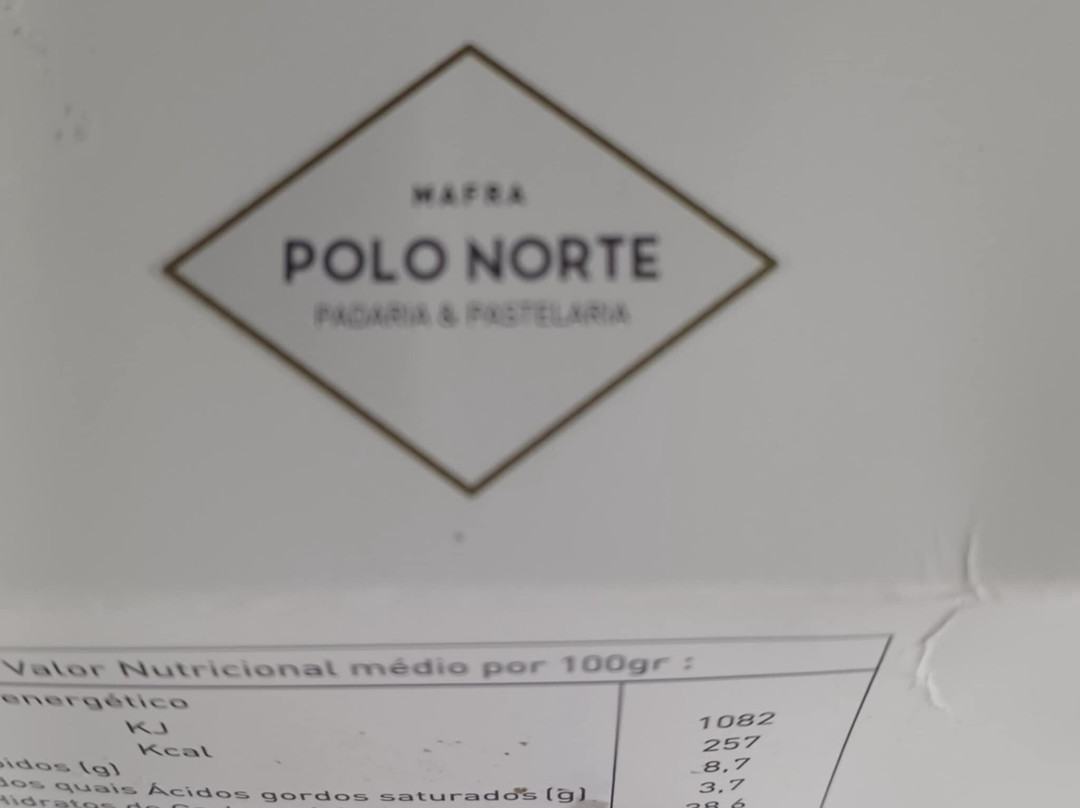 MAFRA
POLO NORTE
PADARIA & PASTELARIA
Valor Nutricional médio por 100gr :
energético
KJ 1082
Kcal 257
(g) 8,7
quais Ácidos gordos saturados (g) 3,7